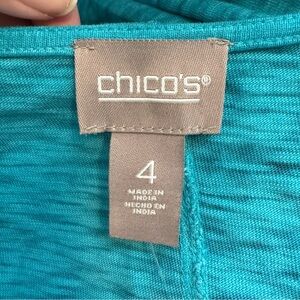 chico's®
4
MADE IN
INDIA
HECHO EN
INDIA